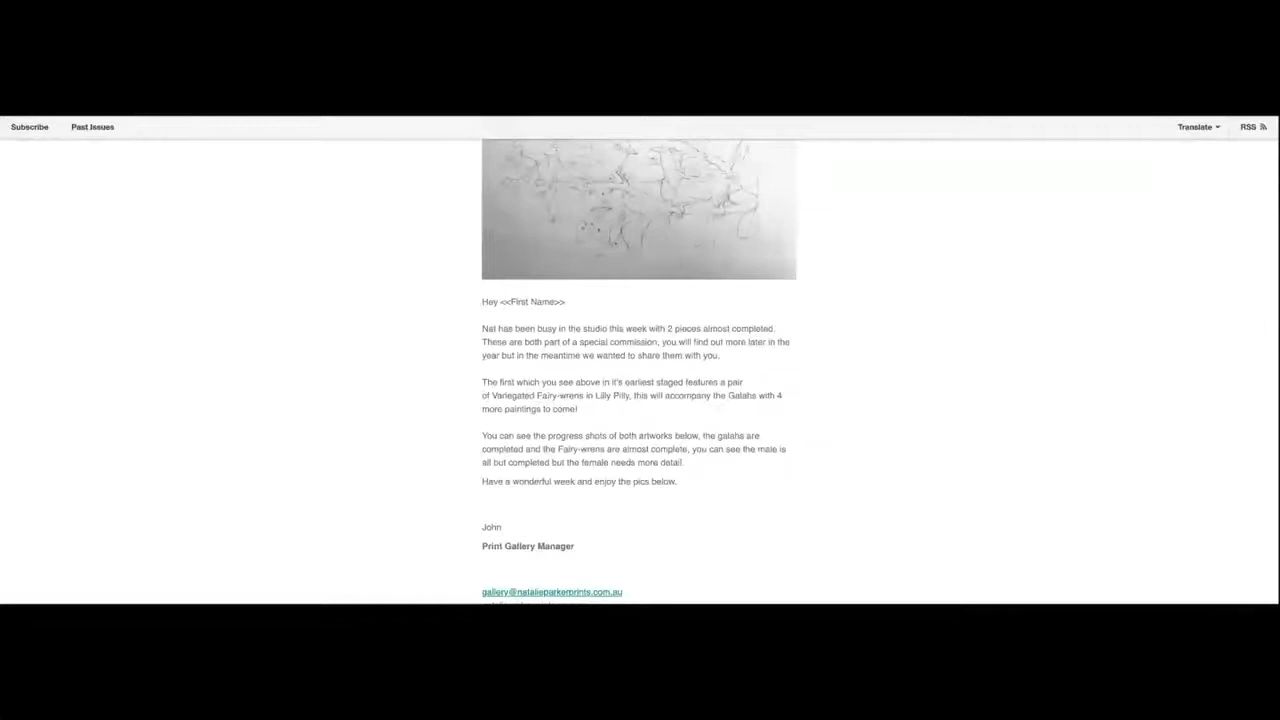 Subscribe Past Issues Translate RSS
Hey <<First Name>>
Nat has been busy in the studio this week with 2 pieces almost completed.
These are both part of a special commission, you will find out more later in the
year but in the meantime we wanted to share them with you.
The first which you see above in it's earliest staged features a pair
of Variegated Fairy-wrens in Lilly Pilly, this will accompany the Galahs with 4
more paintings to come!
You can see the progress shots of both artworks below, the galahs are
completed and the Fairy-wrens are almost complete, you can see the male is
all but completed but the female needs more detail.
Have a wonderful week and enjoy the pics below.
John
Print Gallery Manager
gallery@natalieparkerprints.com.au